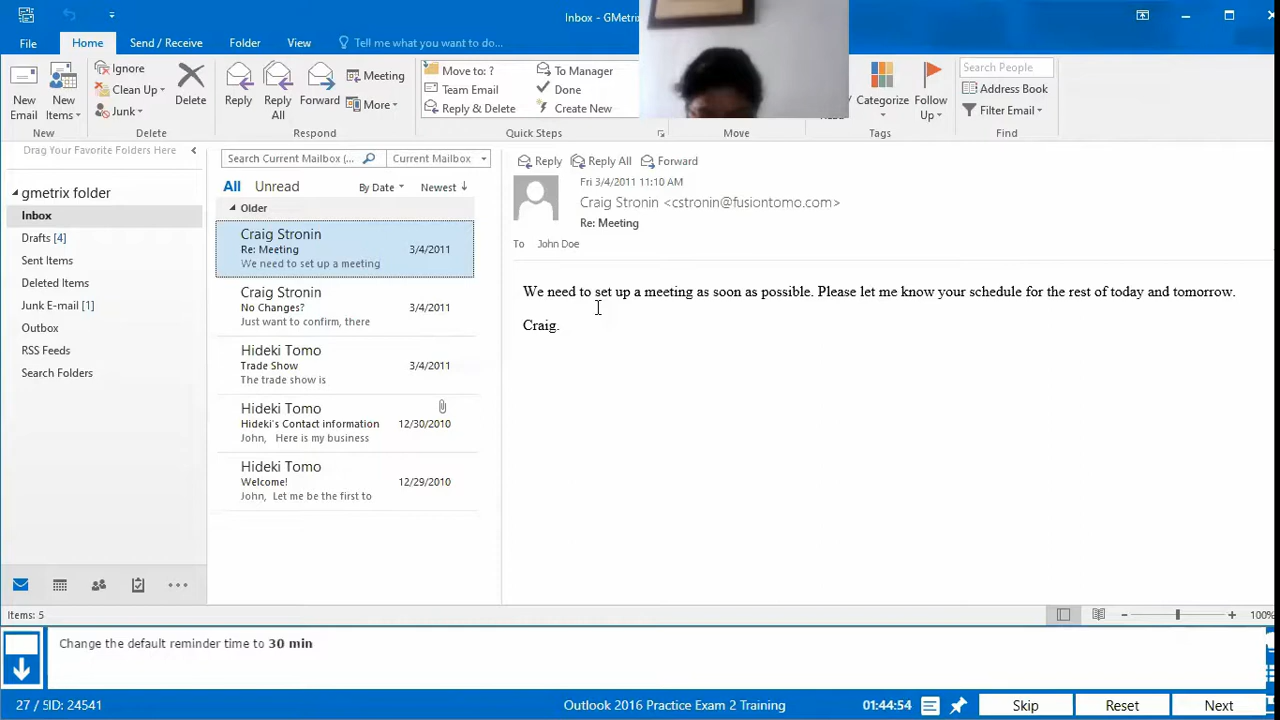 Inbox - GMetrix
File
Home
Send / Receive
Folder
View
Tell me what you want to do...
New Email
New Items
Ignore
Clean Up
Junk
Delete
Reply
Reply All
Forward
Meeting
More
Move to: ?
Team Email
Reply & Delete
To Manager
Done
Create New
Categorize
Follow Up
Search People
Address Book
Filter Email
New
Delete
Respond
Quick Steps
Move
Tags
Find
Drag Your Favorite Folders Here
gmetrix folder
Inbox
Drafts [4]
Sent Items
Deleted Items
Junk E-mail [1]
Outbox
RSS Feeds
Search Folders
Search Current Mailbox (...
Current Mailbox
All
Unread
By Date
Newest
Older
Craig Stronin
Re: Meeting 3/4/2011
We need to set up a meeting
Craig Stronin
No Changes? 3/4/2011
Just want to confirm, there
Hideki Tomo
Trade Show 3/4/2011
The trade show is
Hideki Tomo
Hideki's Contact information 12/30/2010
John, Here is my business
Hideki Tomo
Welcome! 12/29/2010
John, Let me be the first to
Reply
Reply All
Forward
Fri 3/4/2011 11:10 AM
Craig Stronin <cstronin@fusiontomo.com>
Re: Meeting
To John Doe
We need to set up a meeting as soon as possible. Please let me know your schedule for the rest of today and tomorrow.
Craig.
Items: 5
100%
Change the default reminder time to 30 min
27 / 5ID: 24541
Outlook 2016 Practice Exam 2 Training
01:44:54
Skip
Reset
Next